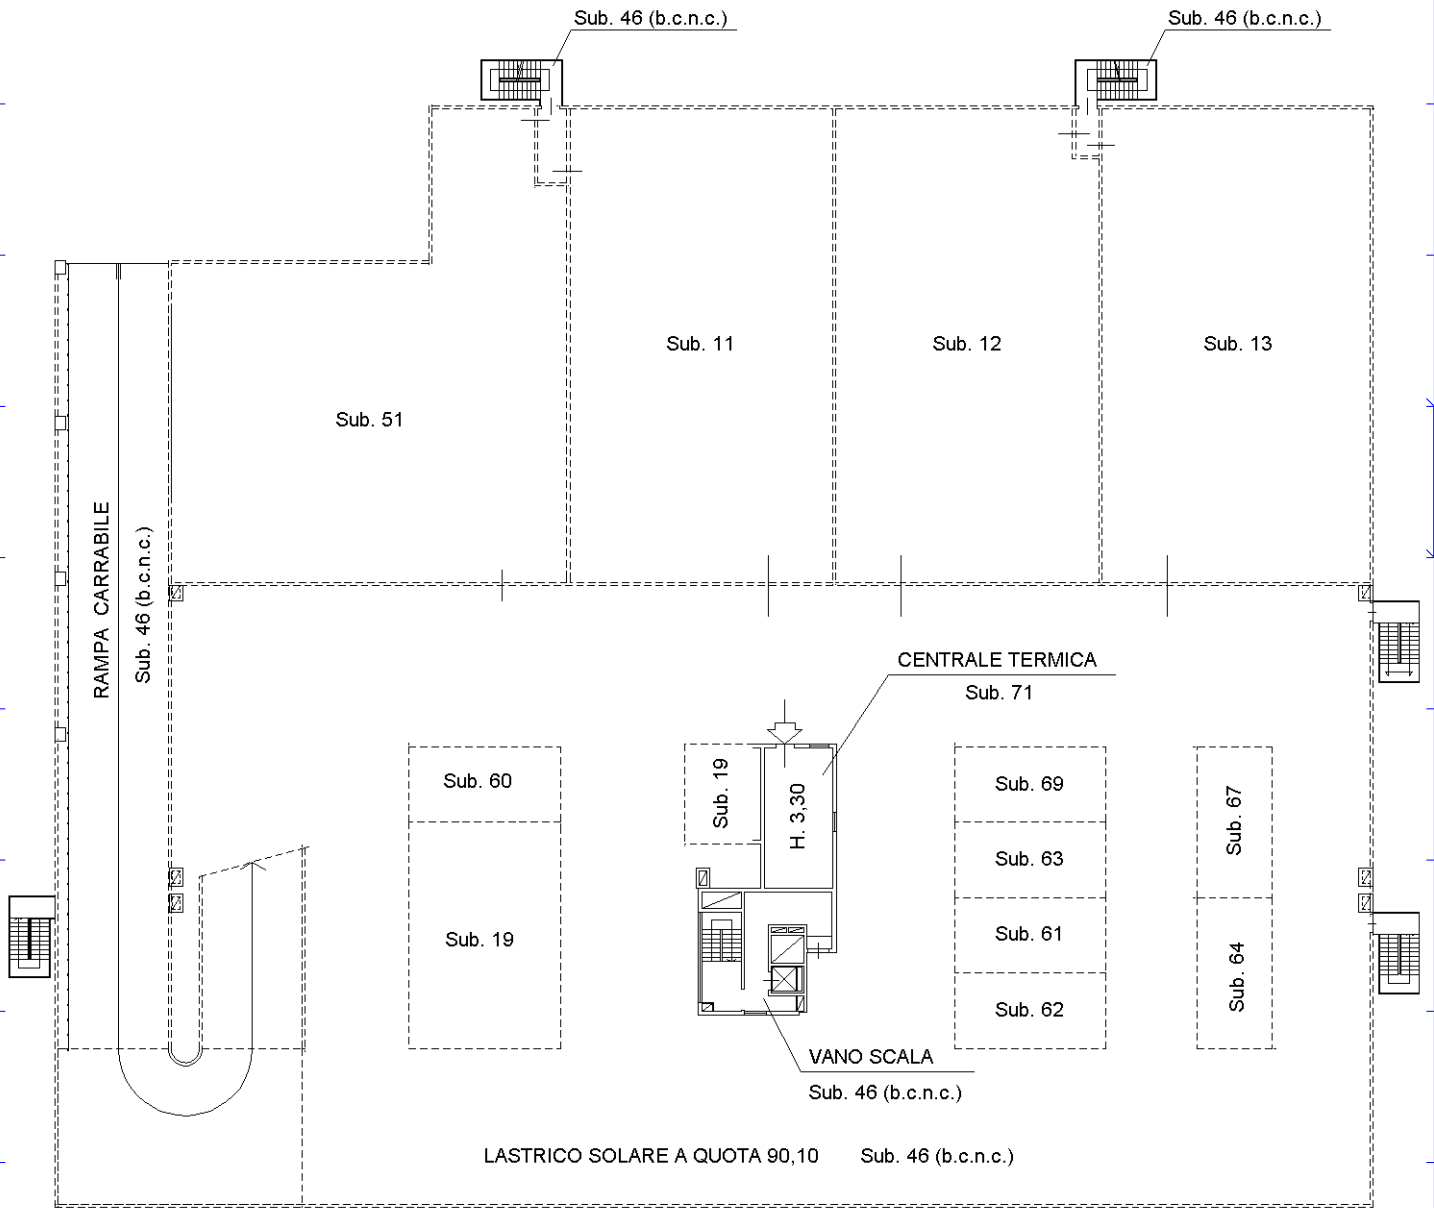 Sub. 46 (b.c.n.c.)
Sub. 46 (b.c.n.c.)
Sub. 11
Sub. 12
Sub. 13
Sub. 51
RAMPA CARRABILE
Sub. 46 (b.c.n.c.)
CENTRALE TERMICA
Sub. 71
Sub. 60
Sub. 19
H. 3,30
Sub. 69
Sub. 67
Sub. 63
Sub. 19
Sub. 61
Sub. 64
Sub. 62
VANO SCALA
Sub. 46 (b.c.n.c.)
LASTRICO SOLARE A QUOTA 90,10 Sub. 46 (b.c.n.c.)